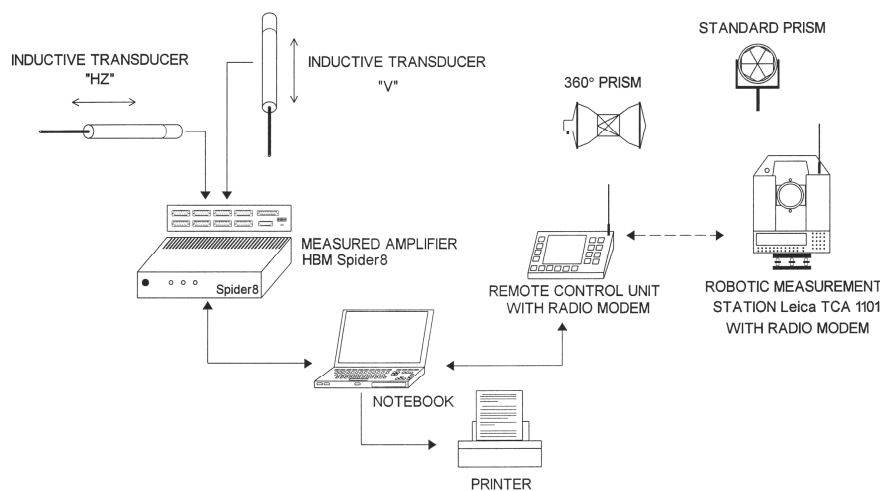 STANDARD PRISM
INDUCTIVE TRANSDUCER
"HZ"
INDUCTIVE TRANSDUCER
"V"
360° PRISM
MEASURED AMPLIFIER
HBM Spider8
Spider8
REMOTE CONTROL UNIT
WITH RADIO MODEM
ROBOTIC MEASUREMENT
STATION Leica TCA 1101
WITH RADIO MODEM
NOTEBOOK
PRINTER